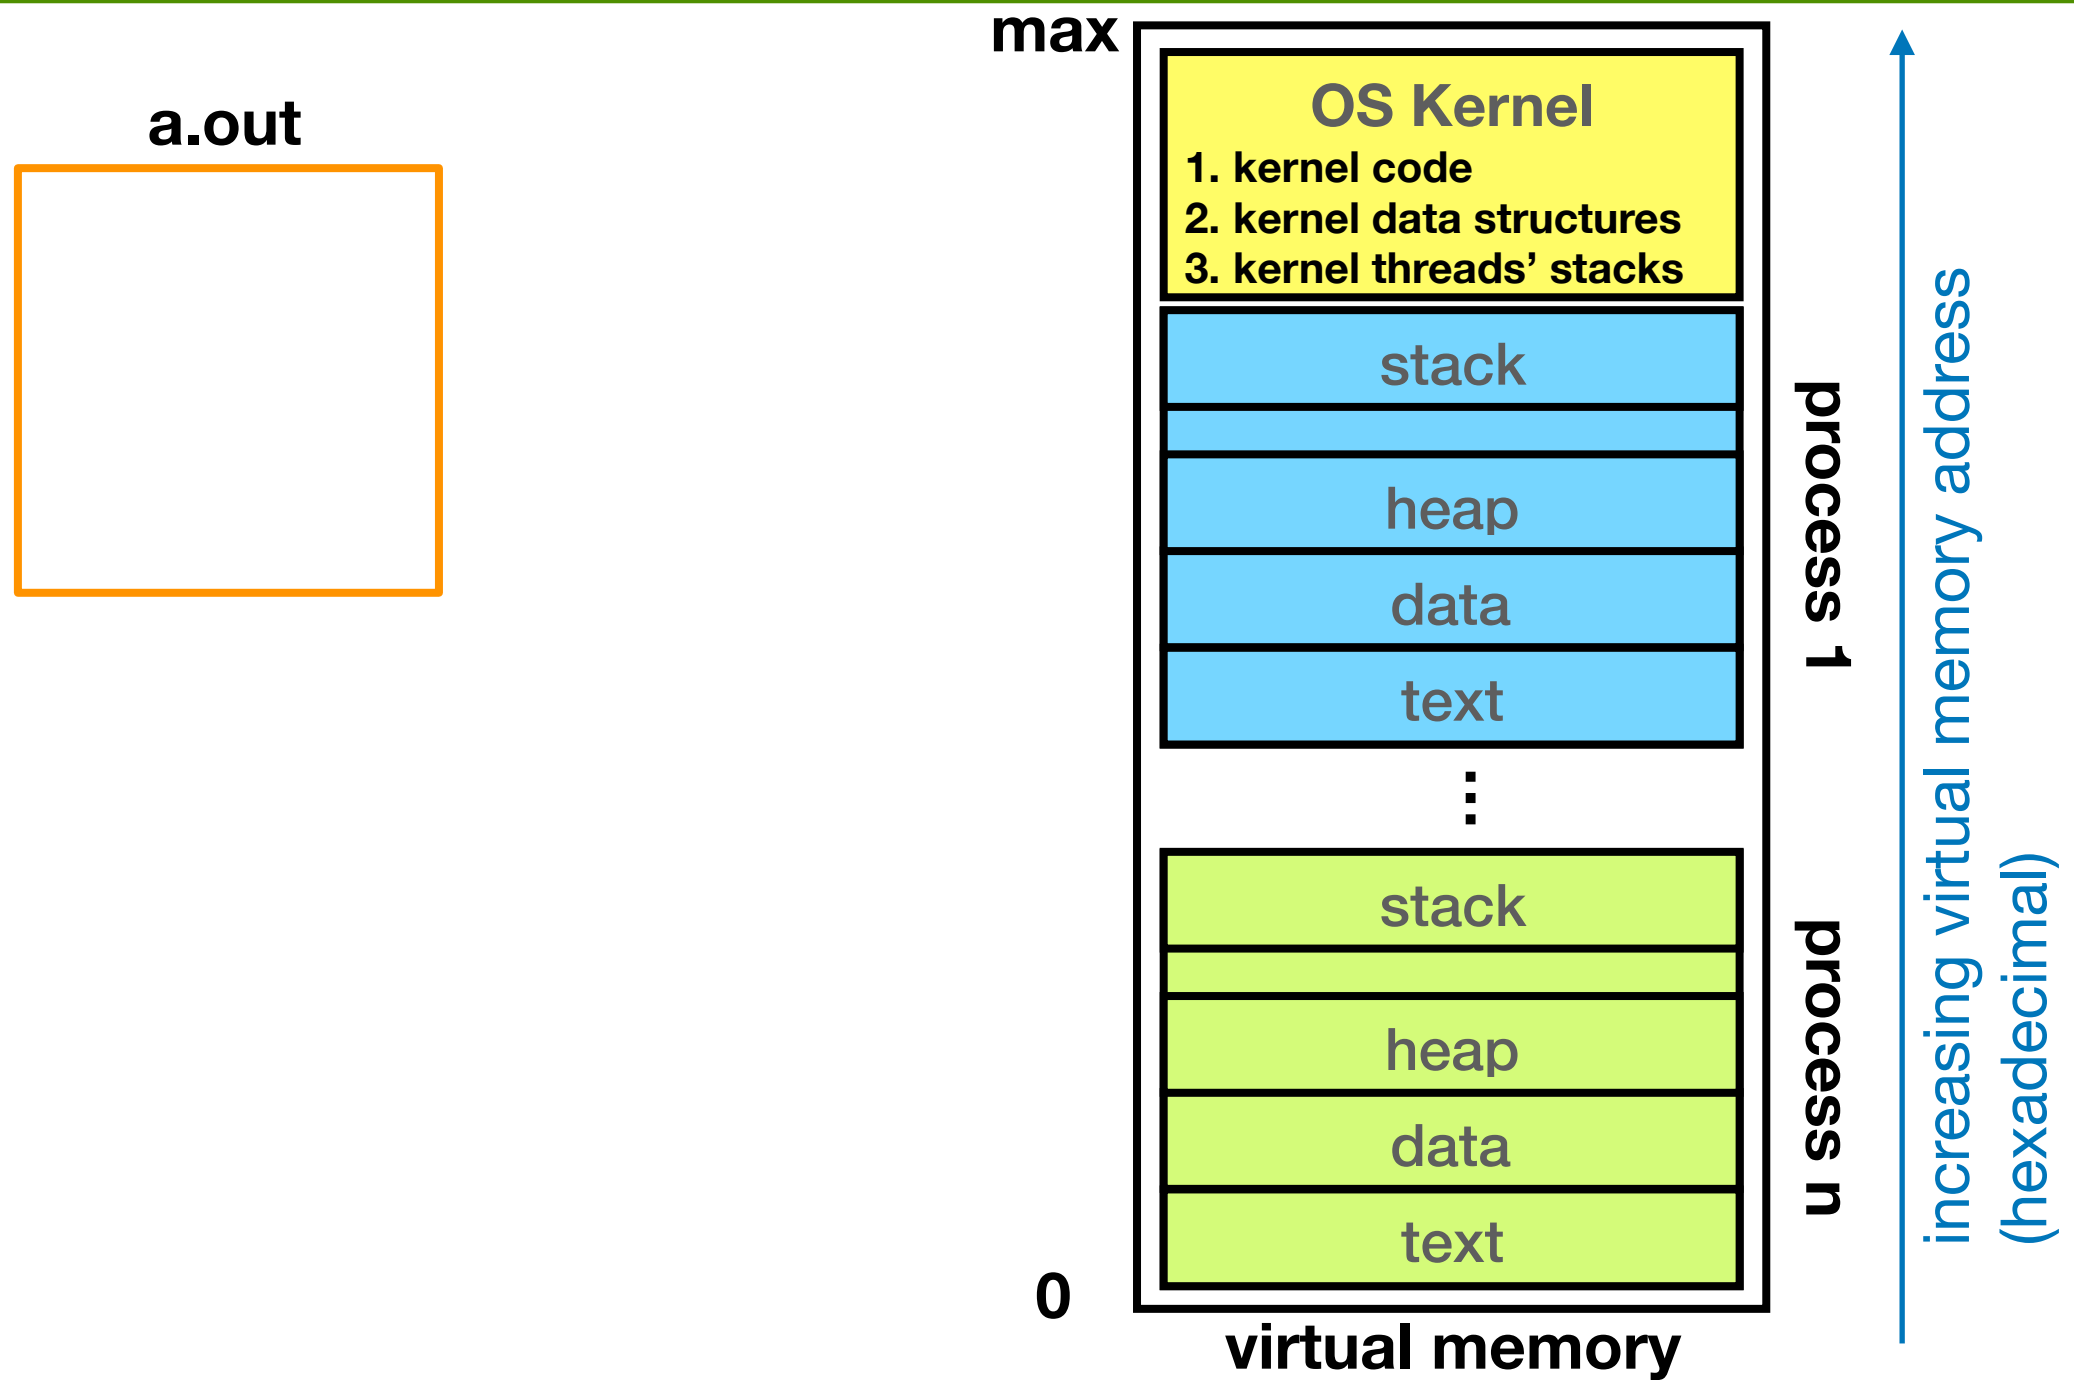 a.out
max
OS Kernel
1. kernel code
2. kernel data structures
3. kernel threads’ stacks
stack
heap
data
text
process 1
⋮
stack
heap
data
text
process n
0
virtual memory
increasing virtual memory address
(hexadecimal)